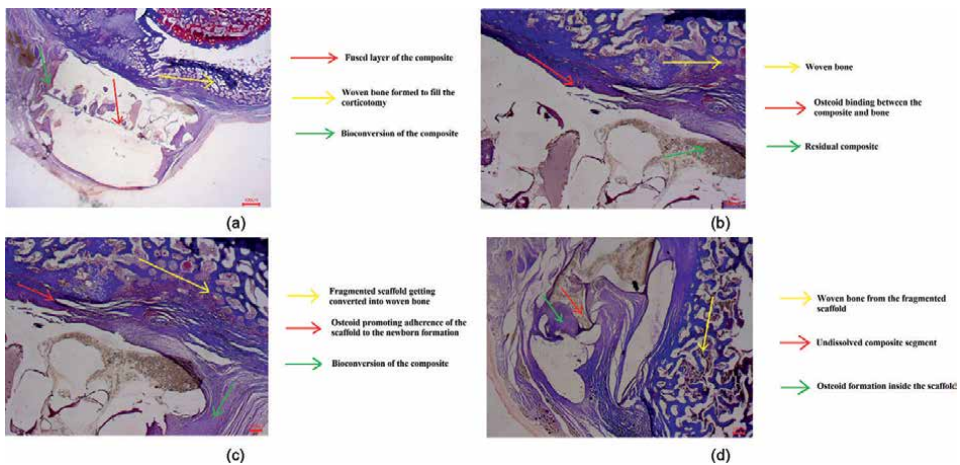 Fused layer of the composite
Woven bone formed to fill the
corticotomy
Bioconversion of the composite
(a)
Woven bone
Osteoid binding between the
composite and bone
Residual composite
(b)
Fragmented scaffold getting
converted into woven bone
Osteoid promoting adherence of the
scaffold to the newborn formation
Bioconversion of the composite
(c)
Woven bone from the fragmented
scaffold
Undissolved composite segment
Osteoid formation inside the scaffold
(d)